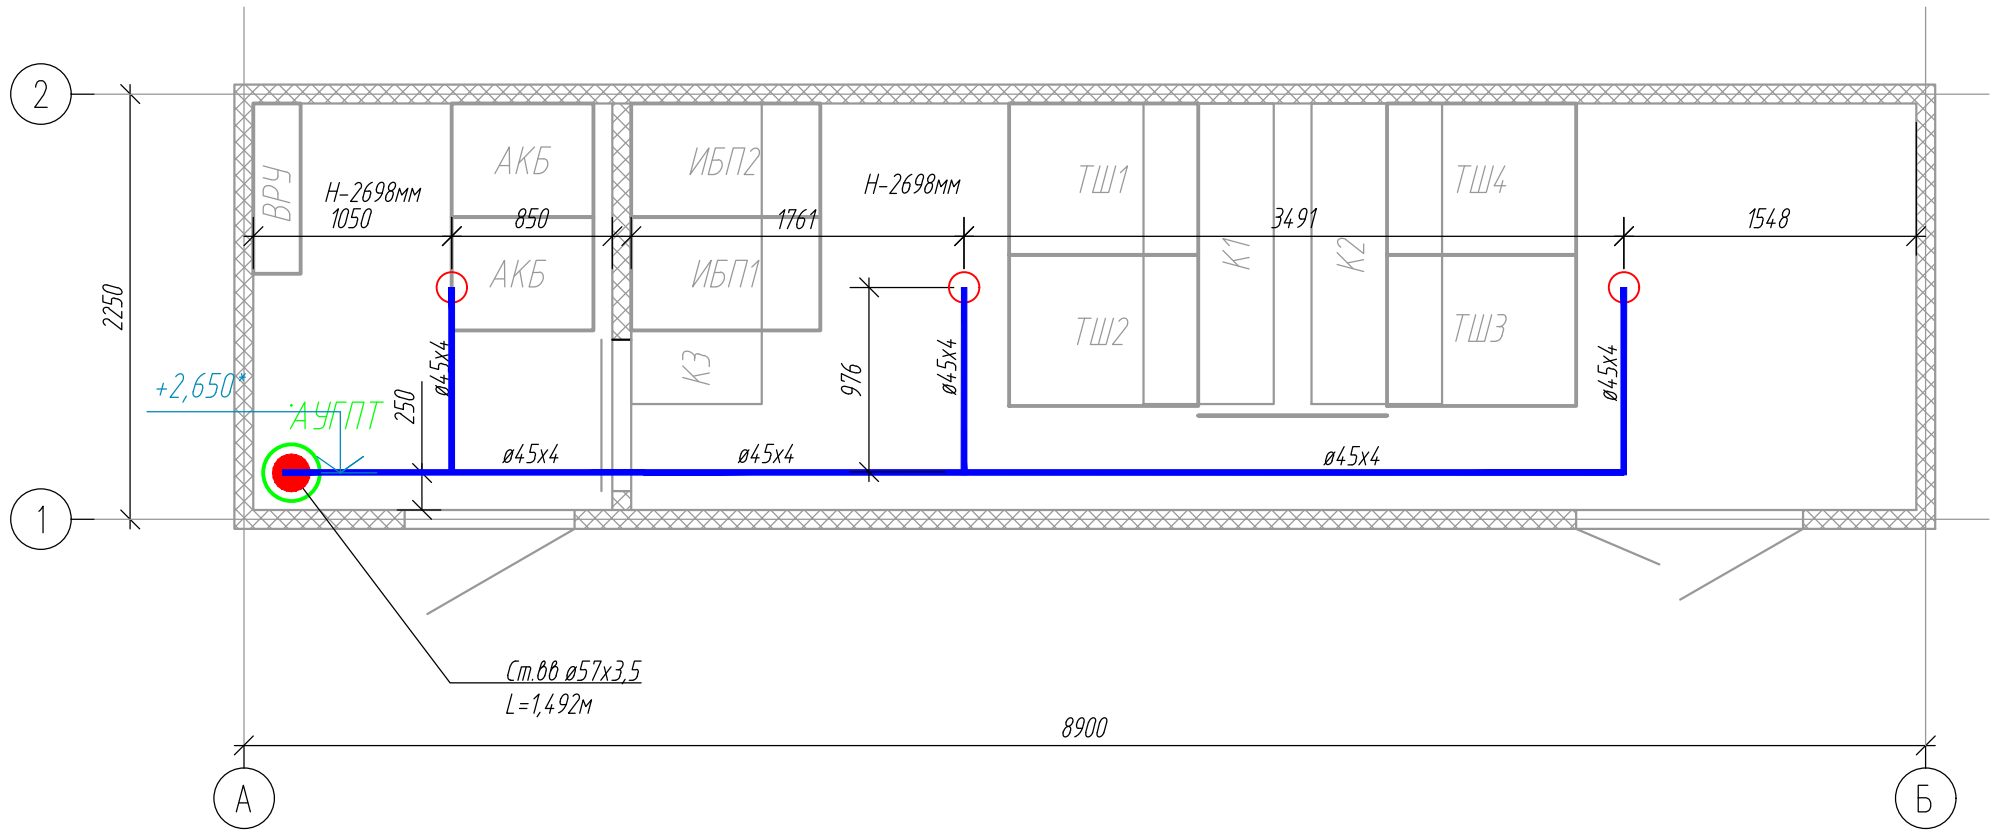 2
ВРУ
АКБ
ИБП2
ТШ1
ТШ4
Н-2698мм
Н-2698мм
1050
850
1761
3491
1548
К1
К2
АКБ
ИБП1
2250
ТШ2
ТШ3
К3
ø45x4
976
ø45x4
ø45x4
+2,650*
АУГПТ
250
ø45x4
ø45x4
ø45x4
1
Ст.вв ø57x3,5
L=1,492м
8900
А
Б